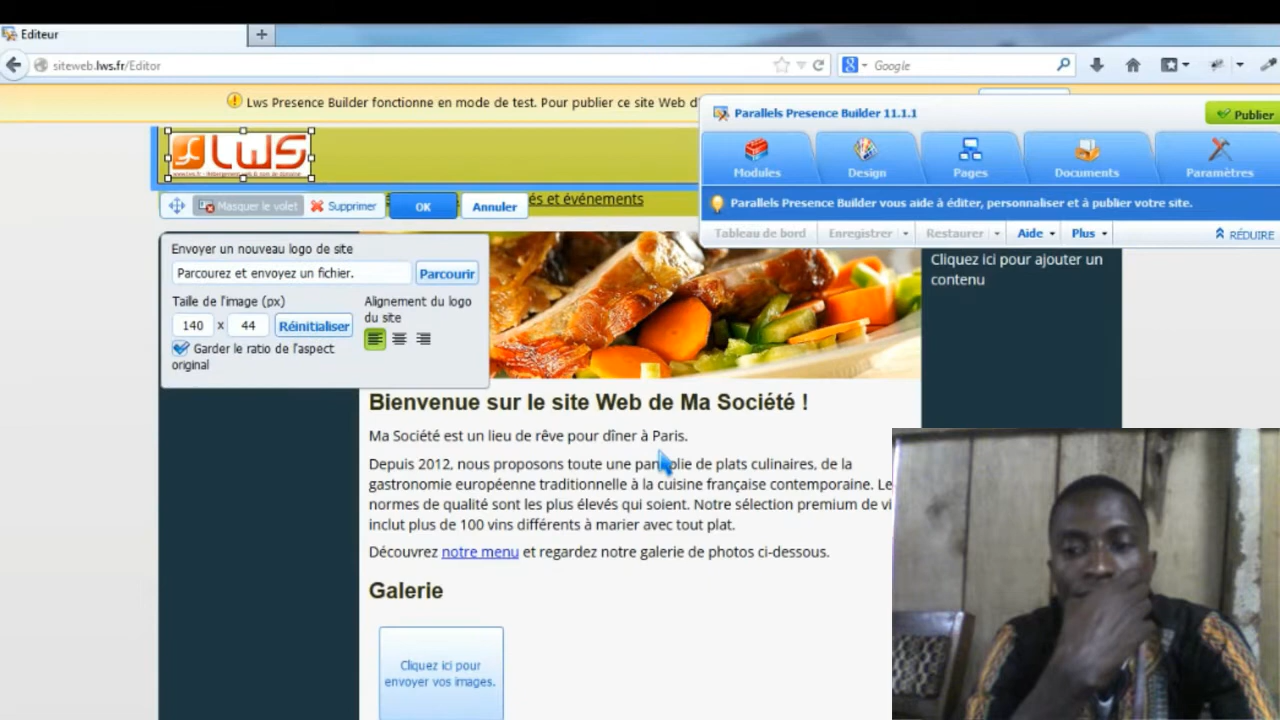 Editeur
siteweb.lws.fr/Editor
Google
Lws Presence Builder fonctionne en mode de test. Pour publier ce site Web d
Parallels Presence Builder 11.1.1
Publier
Modules
Design
Pages
Documents
Paramètres
Parallels Presence Builder vous aide à éditer, personnaliser et à publier votre site.
Tableau de bord
Enregistrer
Restaurer
Aide
Plus
RÉDUIRE
LWS
Masquer le volet
Supprimer
OK
Annuler
és et événements
Envoyer un nouveau logo de site
Parcourez et envoyez un fichier.
Parcourir
Taille de l'image (px)
140 x 44
Réinitialiser
Garder le ratio de l'aspect
original
Alignement du logo
du site
Cliquez ici pour ajouter un
contenu
Bienvenue sur le site Web de Ma Société !
Ma Société est un lieu de rêve pour dîner à Paris.
Depuis 2012, nous proposons toute une panoplie de plats culinaires, de la
gastronomie européenne traditionnelle à la cuisine française contemporaine. Le
normes de qualité sont les plus élevés qui soient. Notre sélection premium de vi
inclut plus de 100 vins différents à marier avec tout plat.
Découvrez notre menu et regardez notre galerie de photos ci-dessous.
Galerie
Cliquez ici pour
envoyer vos images.